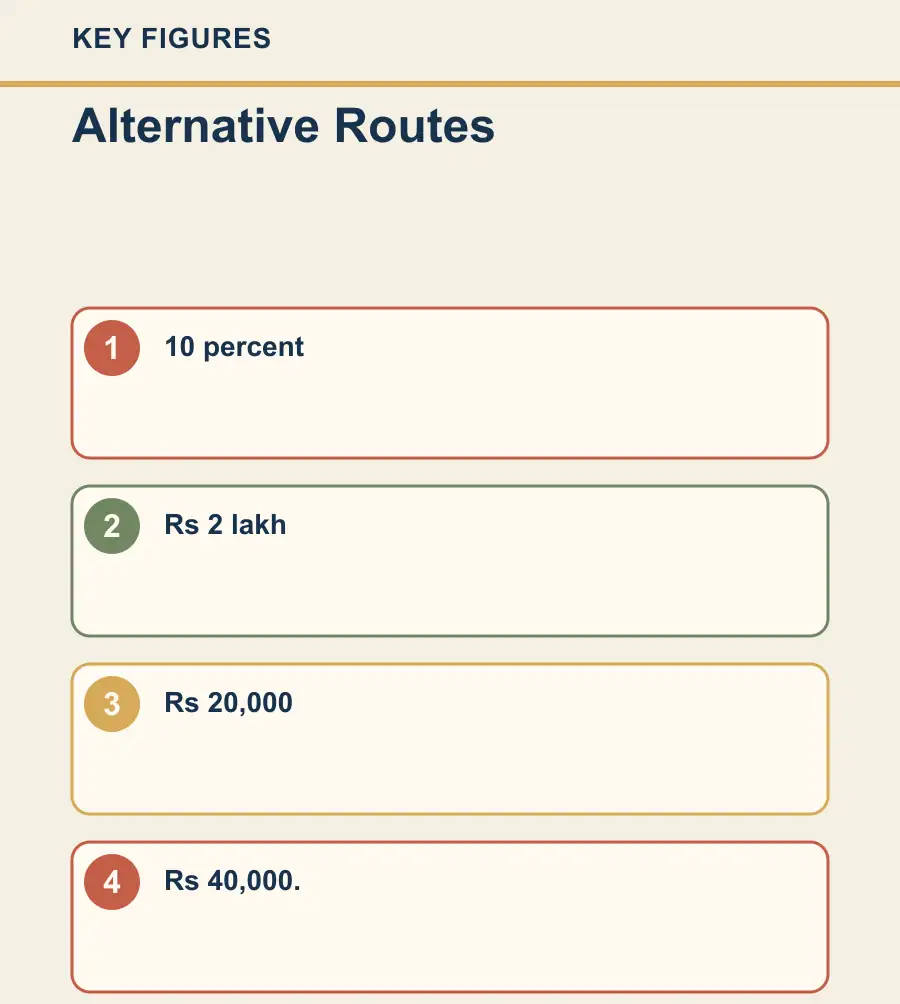 KEY FIGURES
Alternative Routes
1 10 percent
2 Rs 2 lakh
3 Rs 20,000
4 Rs 40,000.